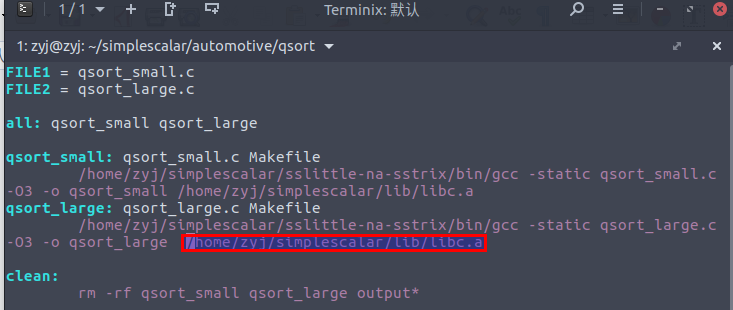 1 / 1
Terminix: 默认
1: zyj@zyj: ~/simplescalar/automotive/qsort
FILE1 = qsort_small.c
FILE2 = qsort_large.c
all: qsort_small qsort_large
qsort_small: qsort_small.c Makefile
/home/zyj/simplescalar/sslittle-na-sstrix/bin/gcc -static qsort_small.c
-O3 -o qsort_small /home/zyj/simplescalar/lib/libc.a
qsort_large: qsort_large.c Makefile
/home/zyj/simplescalar/sslittle-na-sstrix/bin/gcc -static qsort_large.c
-O3 -o qsort_large /home/zyj/simplescalar/lib/libc.a
clean:
rm -rf qsort_small qsort_large output*